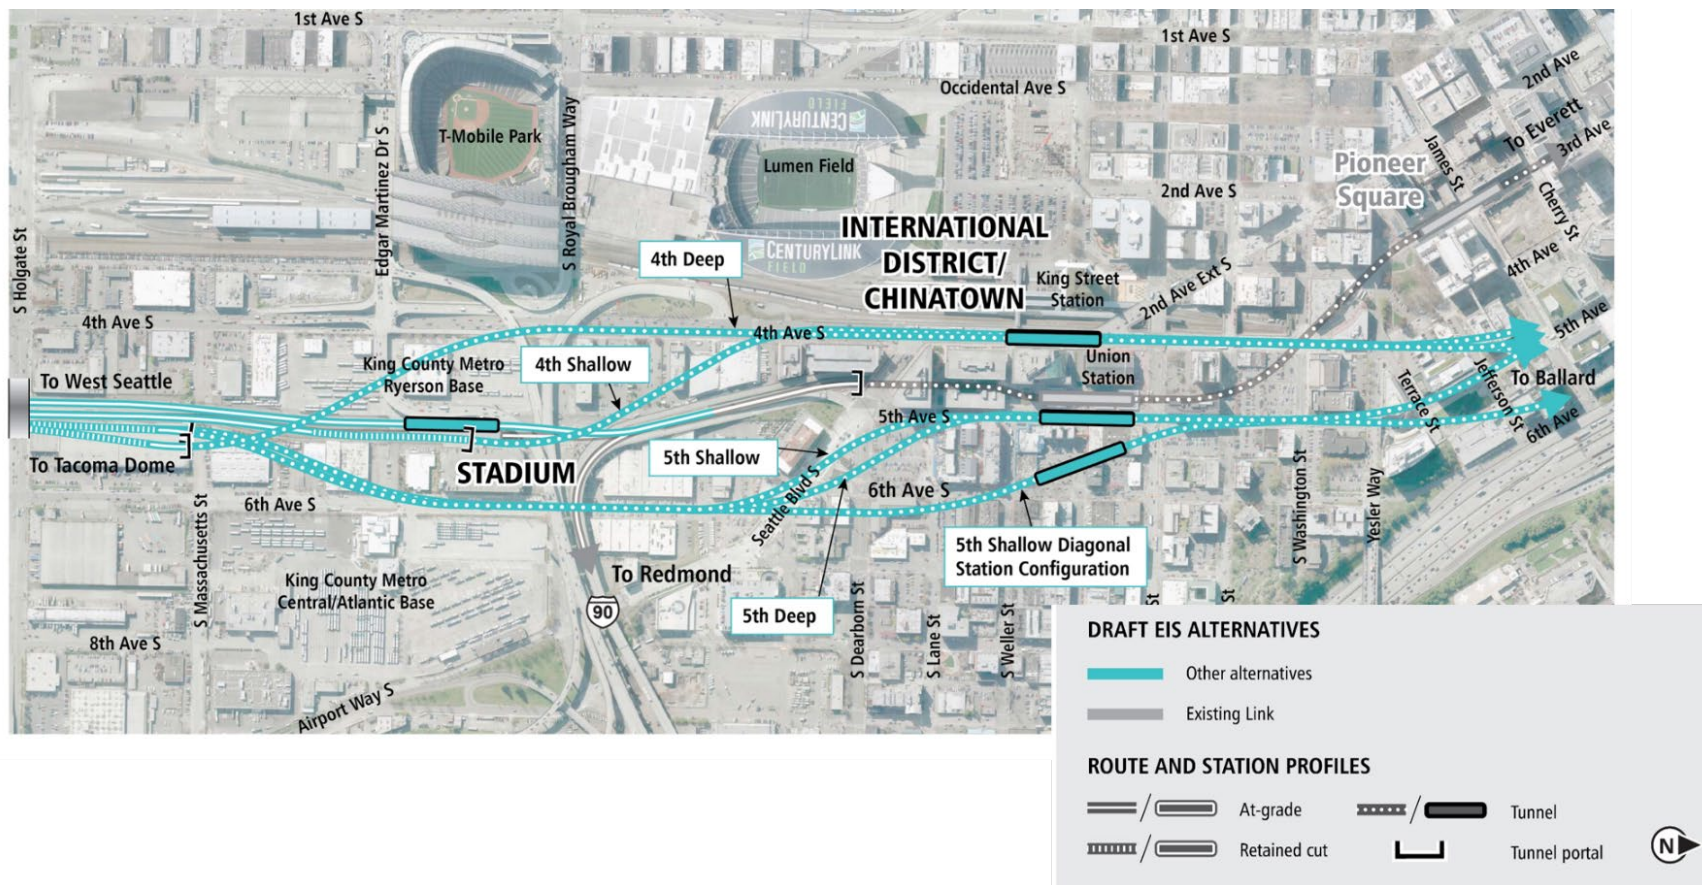 1st Ave S
1st Ave S
2nd Ave
Occidental Ave S
To Everett
3rd Ave
T-Mobile Park
Edgar Martinez Dr S
S Royal Brougham Way
CENTURYLINK
FIELD
Lumen Field
James St
Pioneer
Square
2nd Ave S
Cherry St
CENTURYLINK
FIELD
INTERNATIONAL
DISTRICT/
CHINATOWN
4th Deep
King Street
Station
2nd Ave Ext S
4th Ave
S Holgate St
4th Ave S
4th Ave S
5th Ave
King County Metro
Ryerson Base
4th Shallow
Union
Station
To West Seattle
Jefferson St
To Ballard
Terrace St
5th Ave S
6th Ave
To Tacoma Dome
STADIUM
5th Shallow
Seattle Blvd S
6th Ave S
6th Ave S
S Massachusetts St
S Washington St
Yesler Way
5th Shallow Diagonal
Station Configuration
King County Metro
Central/Atlantic Base
To Redmond
90
5th Deep
S Dearborn St
S Lane St
S Weller St
St
St
8th Ave S
Airport Way S
DRAFT EIS ALTERNATIVES
Other alternatives
Existing Link
ROUTE AND STATION PROFILES
At-grade
Tunnel
Retained cut
Tunnel portal
N